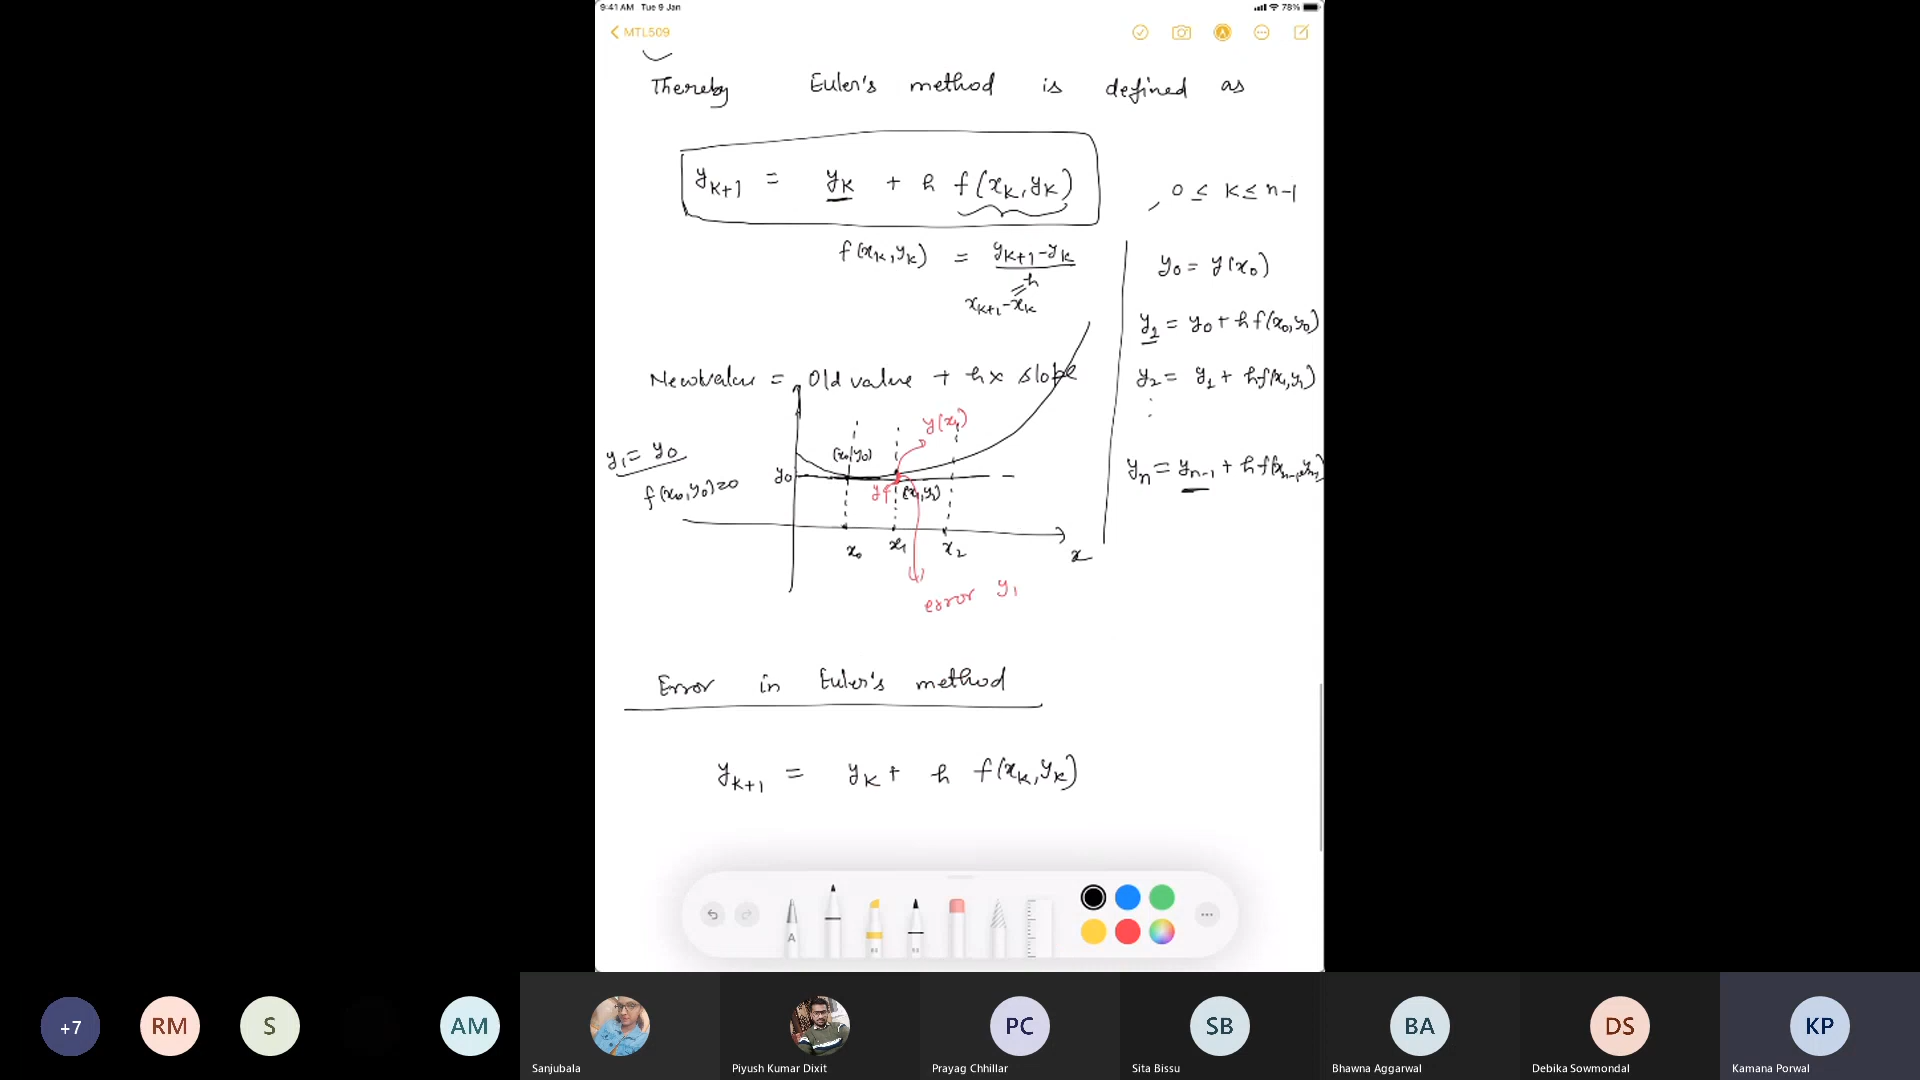 9:41 AM Tue 9 Jan
78%
MTL509
Thereby Euler's method is defined as
y_{k+1} = y_k + h f(x_k, y_k) , 0 ≤ k ≤ n-1
f(x_k, y_k) = \frac{y_{k+1} - y_k}{h}
x_{k+1} - x_k
y_0 = y(x_0)
y_1 = y_0 + h f(x_0, y_0)
y_2 = y_1 + h f(x_1, y_1)
⋮
y_n = y_{n-1} + h f(x_{n-1}, y_{n-1})
New value = Old value + h× slope
y(x_1)
(x_0, y_0)
y_1 = y_0
f(x_0, y_0) = 0
y_0
y_1
(x_1, y_1)
x_0 x_1 x_2 x
error y_1
Error in Euler's method
y_{k+1} = y_k + h f(x_k, y_k)
A
+7
RM
S
AM
PC
SB
BA
DS
KP
Sanjubala
Piyush Kumar Dixit
Prayag Chhillar
Sita Bissu
Bhawna Aggarwal
Debika Sowmondal
Kamana Porwal